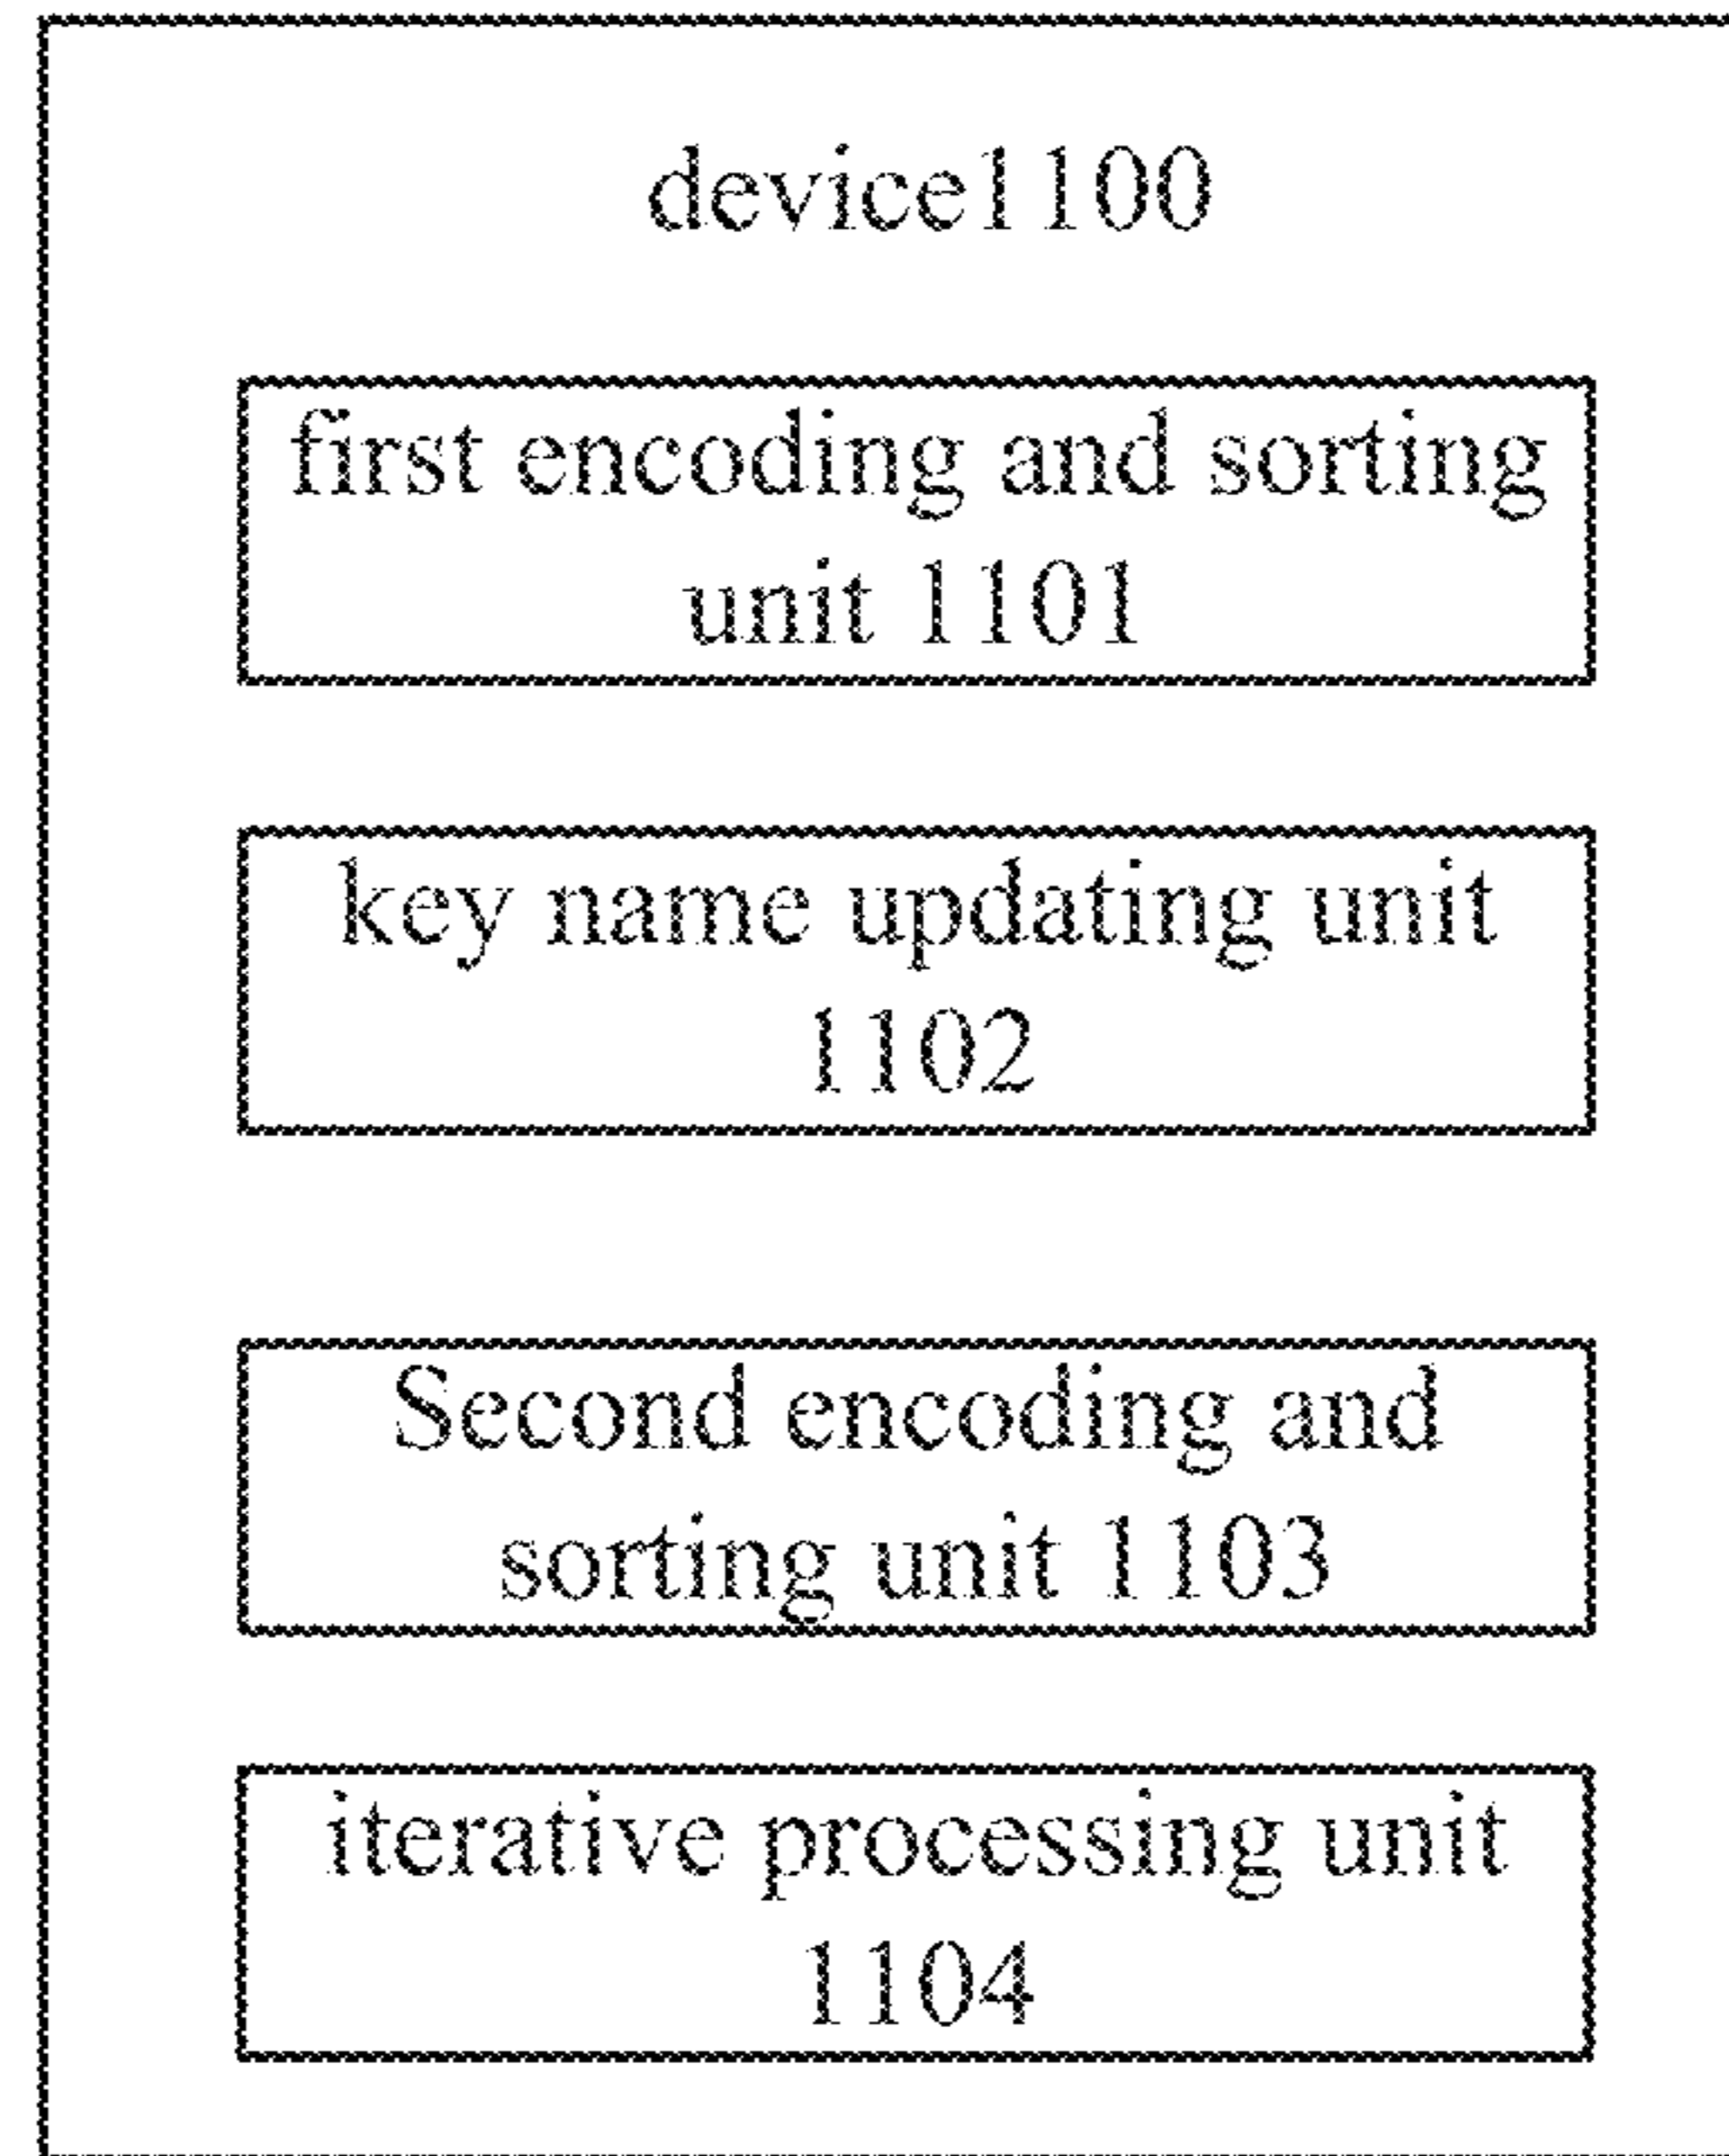 device1100
first encoding and sorting
unit 1101
key name updating unit
1102
Second encoding and
sorting unit 1103
iterative processing unit
1104